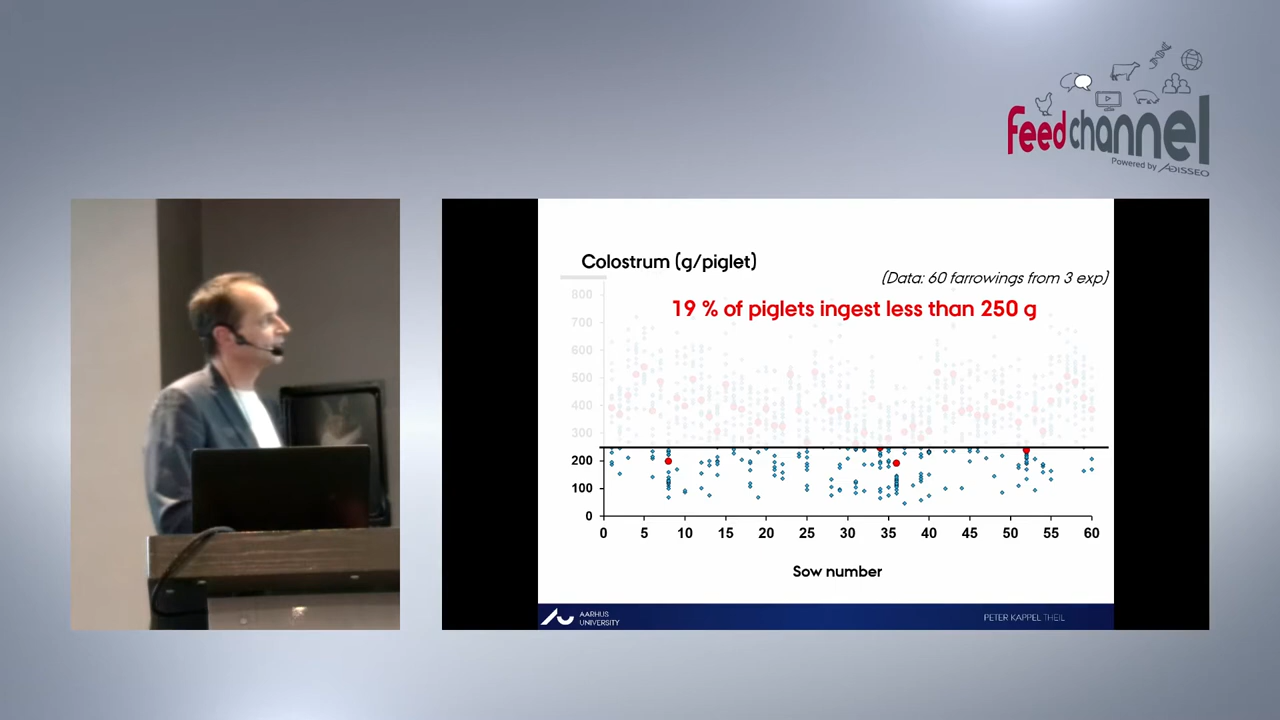 feedchannel
Powered by ADISSEO
Colostrum (g/piglet)
(Data: 60 farrowings from 3 exp)
19 % of piglets ingest less than 250 g
800
700
600
500
400
300
200
100
0
0 5 10 15 20 25 30 35 40 45 50 55 60
Sow number
AARHUS
UNIVERSITY
PETER KAPPEL THEIL